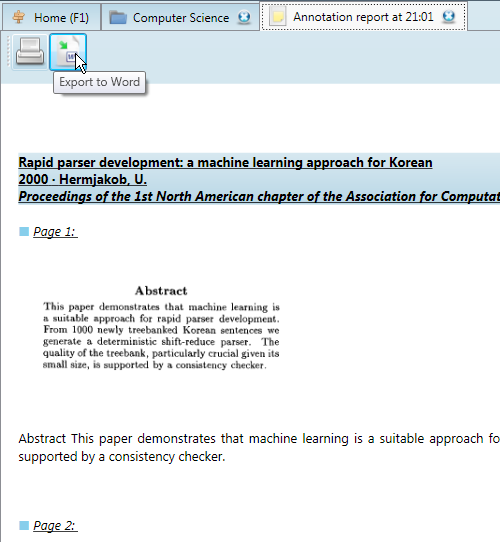 Home (F1)
Computer Science
Annotation report at 21:01
Export to Word
Rapid parser development: a machine learning approach for Korean
2000 · Hermjakob, U.
Proceedings of the 1st North American chapter of the Association for Computat
Page 1:
Abstract
This paper demonstrates that machine learning is
a suitable approach for rapid parser development.
From 1000 newly treebanked Korean sentences we
generate a deterministic shift-reduce parser. The
quality of the treebank, particularly crucial given its
small size, is supported by a consistency checker.
Abstract This paper demonstrates that machine learning is a suitable approach fo
supported by a consistency checker.
Page 2: